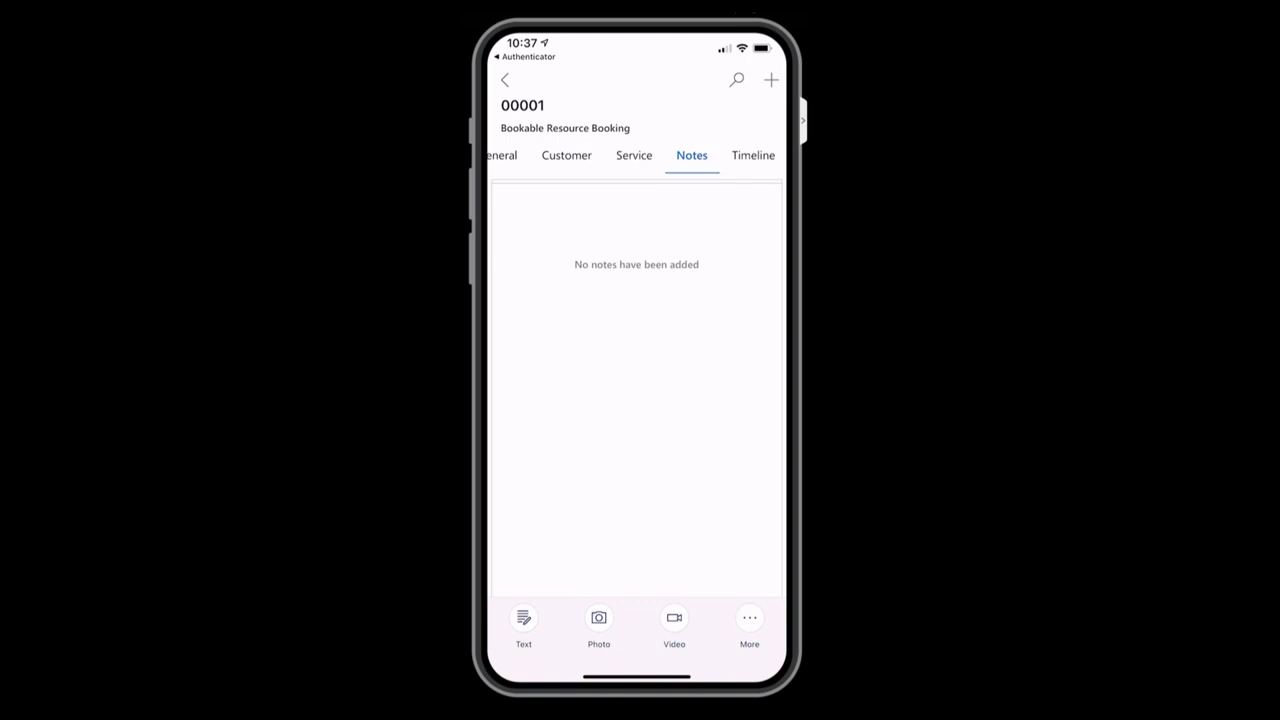 10:37
Authenticator
00001
Bookable Resource Booking
eneral Customer Service Notes Timeline
No notes have been added
Text Photo Video More